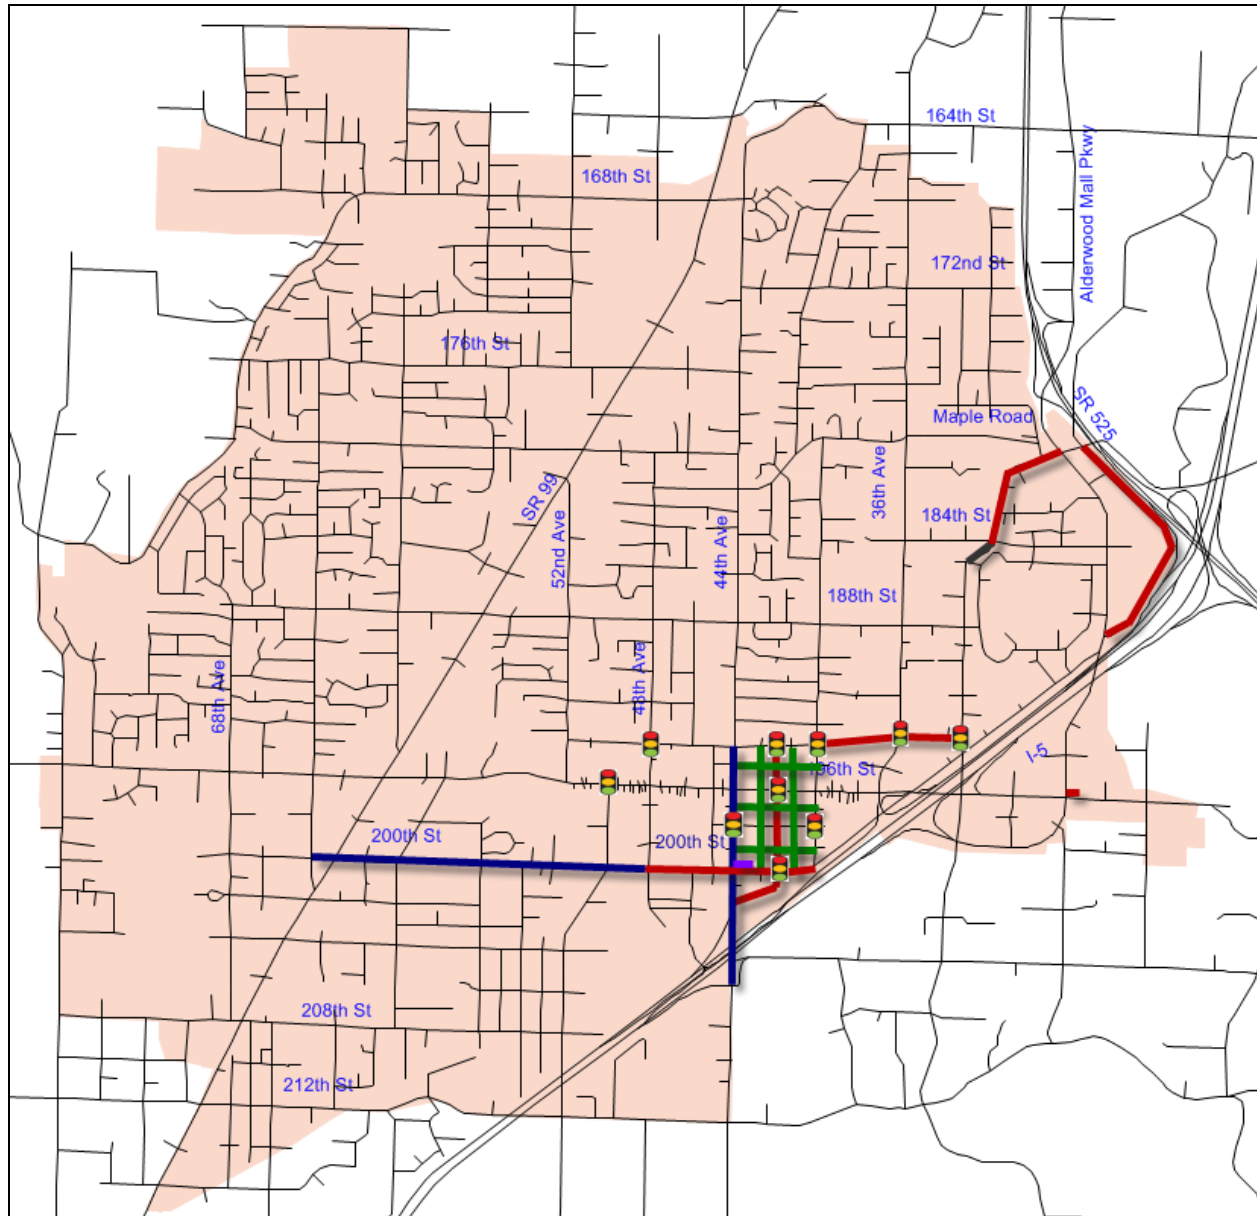 164th St
168th St
Alderwood Mall Pkwy
172nd St
176th St
SR 525
Maple Road
36th Ave
SR 99
184th St
52nd Ave
44th Ave
188th St
48th Ave
68th Ave
I-5
196th St
200th St
200th St
208th St
212th St